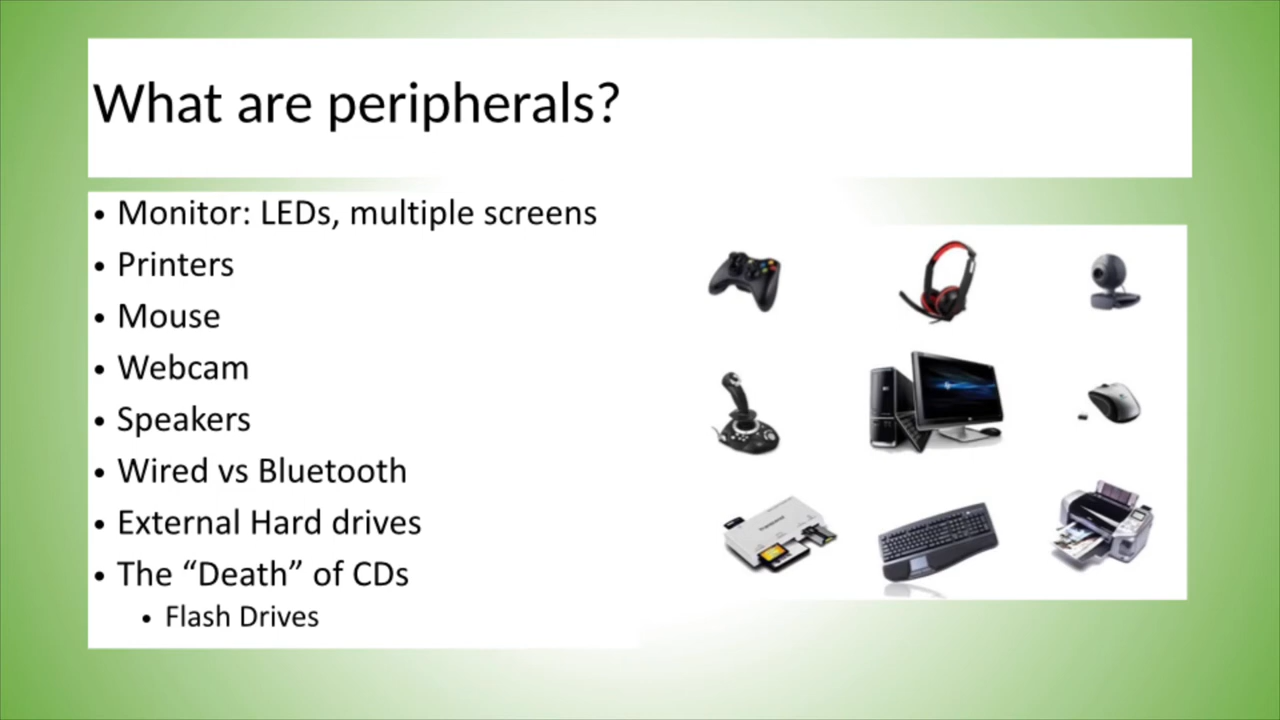 What are peripherals?
• Monitor: LEDs, multiple screens
• Printers
• Mouse
• Webcam
• Speakers
• Wired vs Bluetooth
• External Hard drives
• The “Death” of CDs
• Flash Drives